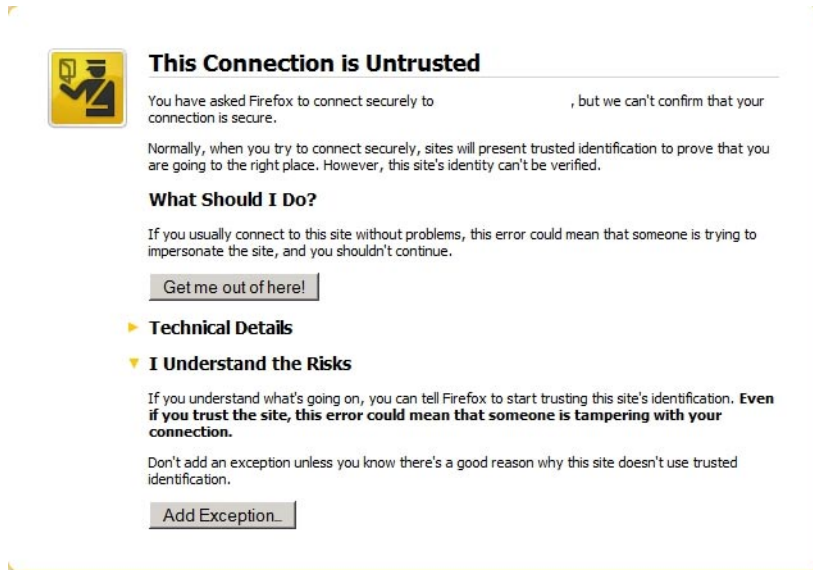 This Connection is Untrusted
You have asked Firefox to connect securely to , but we can't confirm that your
connection is secure.
Normally, when you try to connect securely, sites will present trusted identification to prove that you
are going to the right place. However, this site's identity can't be verified.
What Should I Do?
If you usually connect to this site without problems, this error could mean that someone is trying to
impersonate the site, and you shouldn't continue.
Get me out of here!
Technical Details
I Understand the Risks
If you understand what's going on, you can tell Firefox to start trusting this site's identification. Even
if you trust the site, this error could mean that someone is tampering with your
connection.
Don't add an exception unless you know there's a good reason why this site doesn't use trusted
identification.
Add Exception...